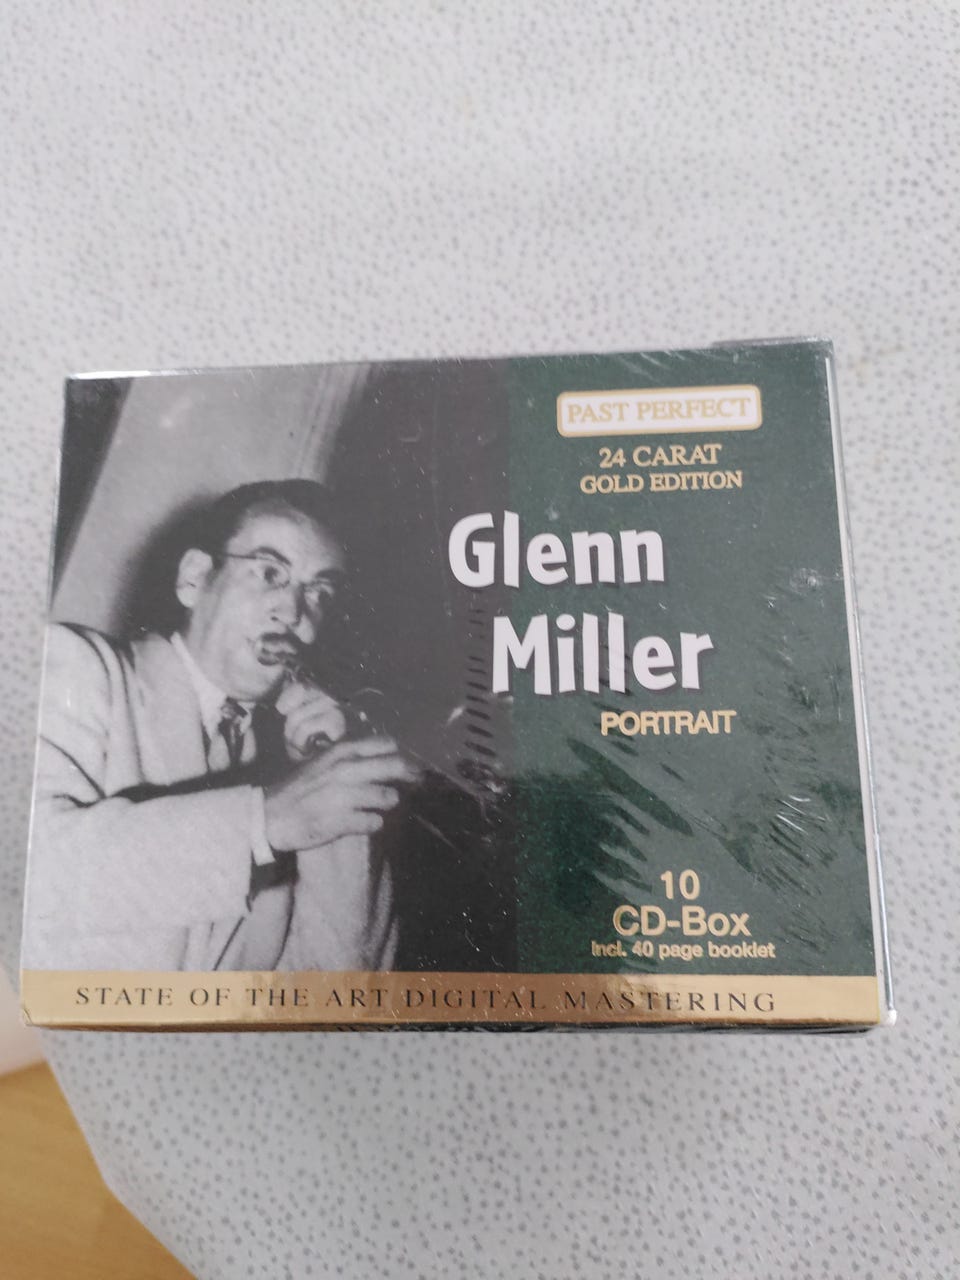 PAST PERFECT
24 CARAT
GOLD EDITION
Glenn
Miller
PORTRAIT
10
CD-Box
Incl. 40 page booklet
STATE OF THE ART DIGITAL MASTERING